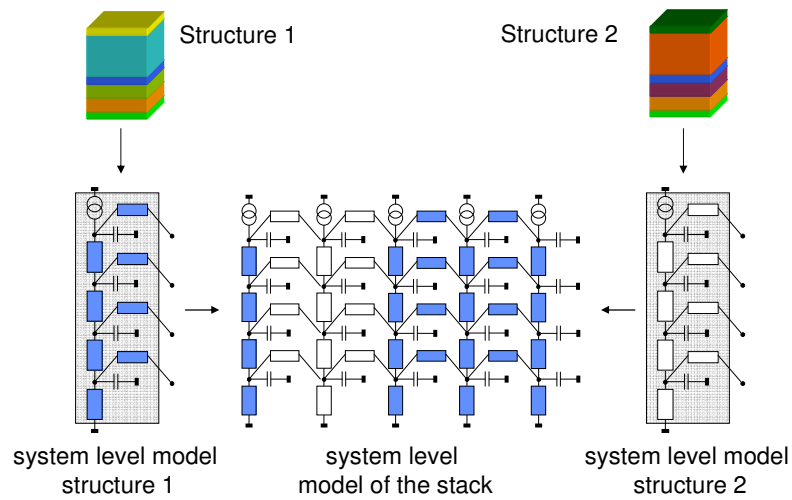 Structure 1
Structure 2
system level model
structure 1
system level
model of the stack
system level model
structure 2